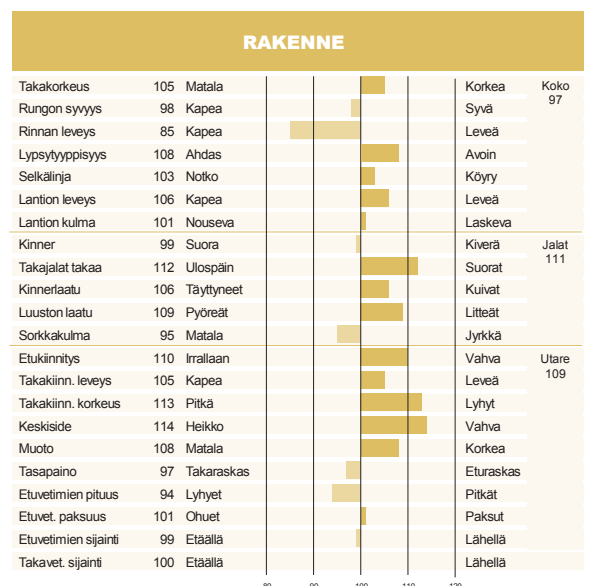 RAKENNE
Takakorkeus 105 Matala Korkea Koko
97
Rungon syvyys 98 Kapea Syvä
Rinnan leveys 85 Kapea Leveä
Lypsytyyppisyys 108 Ahdas Avoin
Selkälinja 103 Notko Köyry
Lantion leveys 106 Kapea Leveä
Lantion kulma 101 Nouseva Laskeva
Kinner 99 Suora Kiverä Jalat
111
Takajalat takaa 112 Ulospäin Suorat
Kinnerlaatu 106 Täyttyneet Kuivat
Luuston laatu 109 Pyöreät Litteät
Sorkkakulma 95 Matala Jyrkkä
Etukiinnitys 110 Irrallaan Vahva Utare
109
Takakiinn. leveys 105 Kapea Leveä
Takakiinn. korkeus 113 Pitkä Lyhyt
Keskiside 114 Heikko Vahva
Muoto 108 Matala Korkea
Tasapaino 97 Takaraskas Eturaskas
Etuvetimien pituus 94 Lyhyet Pitkät
Etuvet. paksuus 101 Ohuet Paksut
Etuvetimien sijainti 99 Etäällä Lähellä
Takavet. sijainti 100 Etäällä Lähellä
80 90 100 110 120